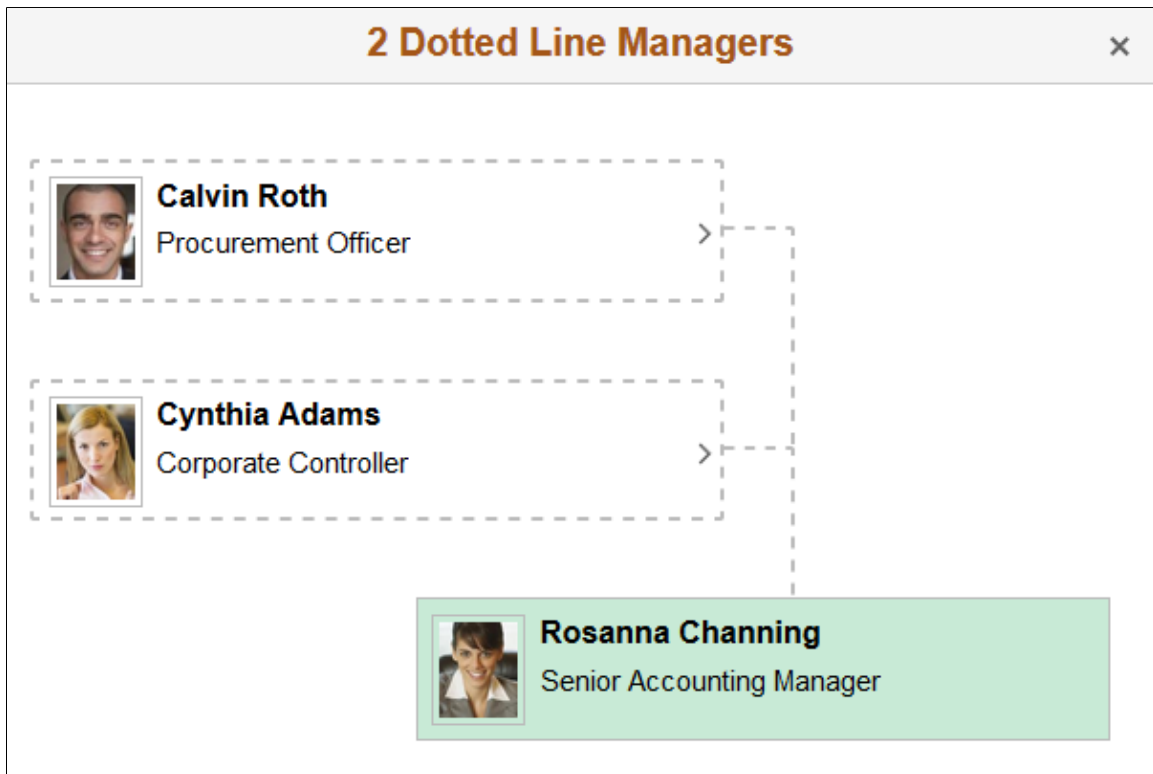 2 Dotted Line Managers
Calvin Roth
Procurement Officer
Cynthia Adams
Corporate Controller
Rosanna Channing
Senior Accounting Manager